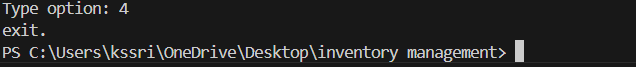 Type option: 4
exit.
PS C:\Users\kssri\OneDrive\Desktop\inventory management>